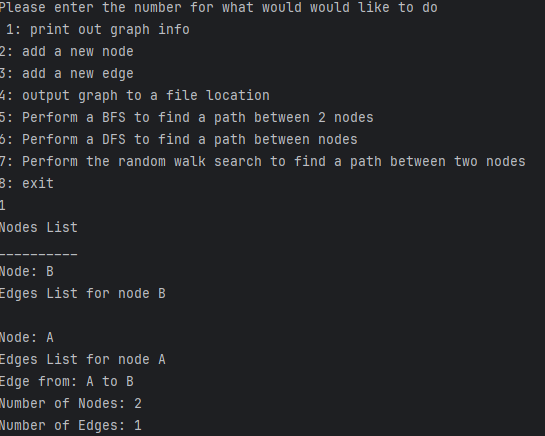 Please enter the number for what would would like to do
1: print out graph info
2: add a new node
3: add a new edge
4: output graph to a file location
5: Perform a BFS to find a path between 2 nodes
6: Perform a DFS to find a path between nodes
7: Perform the random walk search to find a path between two nodes
8: exit
1
Nodes List
__________
Node: B
Edges List for node B

Node: A
Edges List for node A
Edge from: A to B
Number of Nodes: 2
Number of Edges: 1